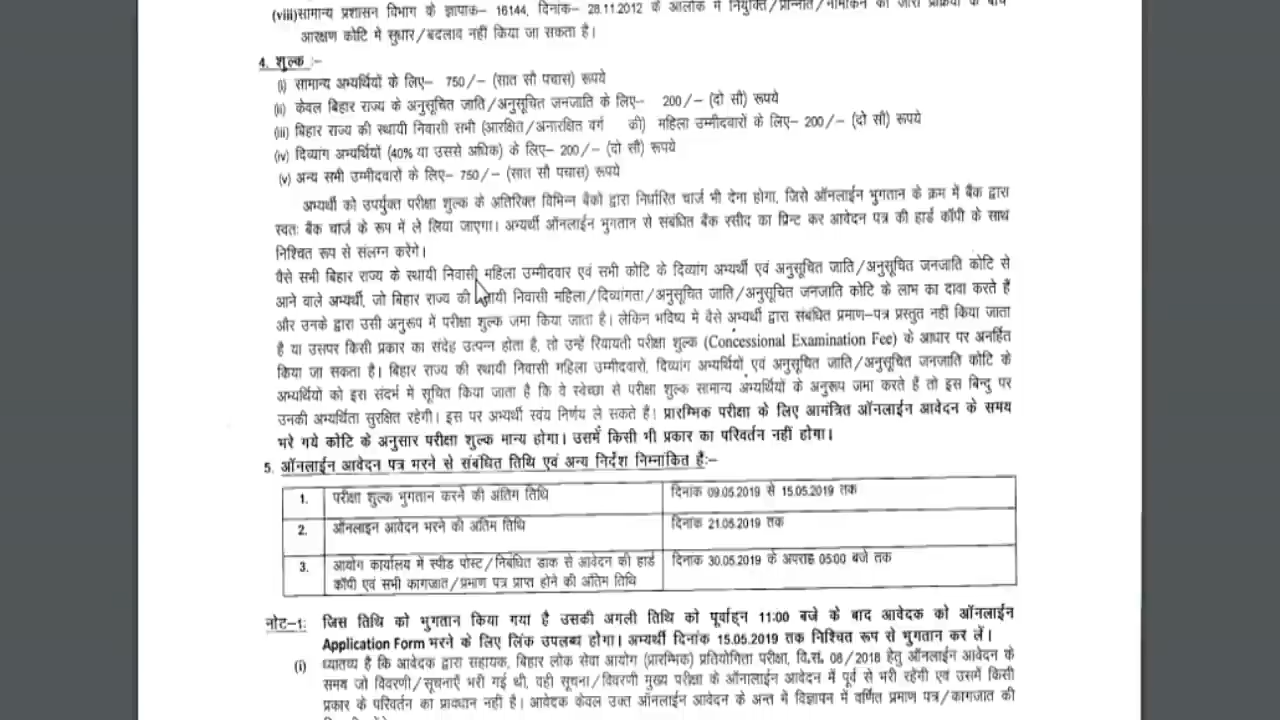 (viii)सामान्य प्रशासन विभाग के ज्ञापाक– 16144, दिनांक– 28.11.2012 के आलोक में नियुक्ति/प्रोन्नति/नामांकन की जारी प्रक्रिया के बीच
आरक्षण कोटि मे सुधार/बदलाव नहीं किया जा सकता है।
4. शुल्क :–
(i) सामान्य अभ्यर्थियों के लिए– 750/– (सात सौ पचास) रूपये
(ii) केवल बिहार राज्य के अनुसूचित जाति/अनुसूचित जनजाति के लिए– 200/– (दो सौ) रूपये
(iii) बिहार राज्य की स्थायी निवासी सभी (आरक्षित/अनारक्षित वर्ग की) महिला उम्मीदवारों के लिए– 200/– (दो सौ) रूपये
(iv) दिव्यांग अभ्यर्थियों (40% या उससे अधिक) के लिए– 200/– (दो सौ) रूपये
(v) अन्य सभी उम्मीदवारों के लिए– 750/– (सात सौ पचास) रूपये
अभ्यर्थी को उपर्युक्त परीक्षा शुल्क के अतिरिक्त विभिन्न बैको द्वारा निर्धारित चार्ज भी देना होगा, जिसे ऑनलाईन भुगतान के क्रम में बैंक द्वारा
स्वतः बैंक चार्ज के रूप में ले लिया जाएगा। अभ्यर्थी ऑनलाईन भुगतान से संबंधित बैंक रसीद का प्रिन्ट कर आवेदन पत्र की हार्ड कॉपी के साथ
निश्चित रूप से संलग्न करेगे।
वैसे सभी बिहार राज्य के स्थायी निवासी महिला उम्मीदवार एवं सभी कोटि के दिव्यांग अभ्यर्थी एवं अनुसूचित जाति/अनुसूचित जनजाति कोटि से
आने वाले अभ्यर्थी, जो बिहार राज्य की स्थायी निवासी महिला/दिव्यांगता/अनुसूचित जाति/अनुसूचित जनजाति कोटि के लाभ का दावा करते हैं
और उनके द्वारा उसी अनुरूप में परीक्षा शुल्क जमा किया जाता है। लेकिन भविष्य मे वैसे अभ्यर्थी द्वारा संबंधित प्रमाण–पत्र प्रस्तुत नहीं किया जाता
है या उसपर किसी प्रकार का संदेह उत्पन्न होता है, तो उन्हें रियायती परीक्षा शुल्क (Concessional Examination Fee) के आधार पर अनर्हित
किया जा सकता है। बिहार राज्य की स्थायी निवासी महिला उम्मीदवारों, दिव्यांग अभ्यर्थियों एवं अनुसूचित जाति/अनुसूचित जनजाति कोटि के
अभ्यर्थियों को इस संदर्भ में सूचित किया जाता है कि वे स्वेच्छा से परीक्षा शुल्क सामान्य अभ्यर्थियों के अनुरूप जमा करते हैं तो इस बिन्दु पर
उनकी अभ्यर्थिता सुरक्षित रहेगी। इस पर अभ्यर्थी स्वंय निर्णय ले सकते हैं। प्रारम्भिक परीक्षा के लिए आमंत्रित ऑनलाईन आवेदन के समय
भरे गये कोटि के अनुसार परीक्षा शुल्क मान्य होगा। उसमें किसी भी प्रकार का परिवर्तन नहीं होगा।
5. ऑनलाईन आवेदन पत्र भरने से संबंधित तिथि एवं अन्य निर्देश निम्नांकित हैं:–
1. परीक्षा शुल्क भुगतान करने की अंतिम तिथि दिनांक 09.05.2019 से 15.05.2019 तक
2. ऑनलाइन आवेदन भरने की अंतिम तिथि दिनांक 21.05.2019 तक
3. आयोग कार्यालय में स्पीड पोस्ट/निबंधित डाक से आवेदन की हार्ड दिनांक 30.05.2019 के अपराह्न 05:00 बजे तक
कॉपी एवं सभी कागजात/प्रमाण पत्र प्राप्त होने की अंतिम तिथि
नोट–1: जिस तिथि को भुगतान किया गया है उसकी अगली तिथि को पूर्वाह्न 11:00 बजे के बाद आवेदक को ऑनलाईन
Application Form भरने के लिए लिंक उपलब्ध होगा। अभ्यर्थी दिनांक 15.05.2019 तक निश्चित रूप से भुगतान कर लें।
(i) ध्यातव्य है कि आवेदक द्वारा सहायक, बिहार लोक सेवा आयोग (प्रारम्भिक) प्रतियोगिता परीक्षा, वि.सं. 08/2018 हेतु ऑनलाईन आवेदन के
समय जो विवरणी/सूचनाएँ भरी गई थी, वही सूचना/विवरणी मुख्य परीक्षा के ऑनलाईन आवेदन में पूर्व से भरी रहेगी एवं उसमें किसी
प्रकार के परिवर्तन का प्रावधान नहीं है। आवेदक केवल उक्त ऑनलाईन आवेदन के अन्त में विज्ञापन में वर्णित प्रमाण पत्र/कागजात की